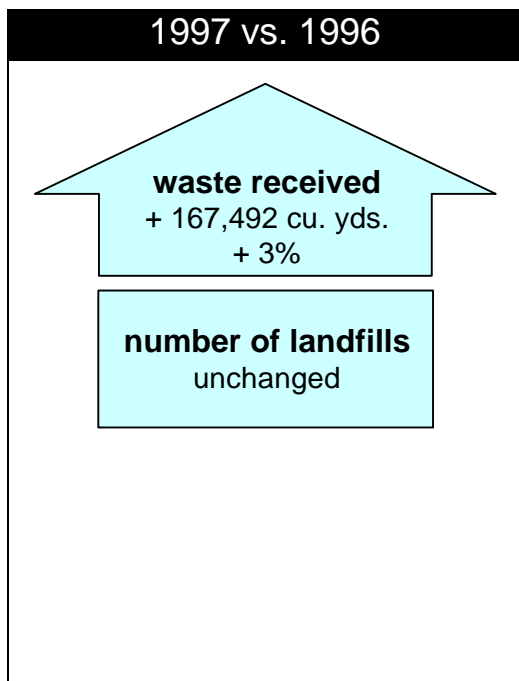 1997 vs. 1996
waste received
+ 167,492 cu. yds.
+ 3%
number of landfills
unchanged